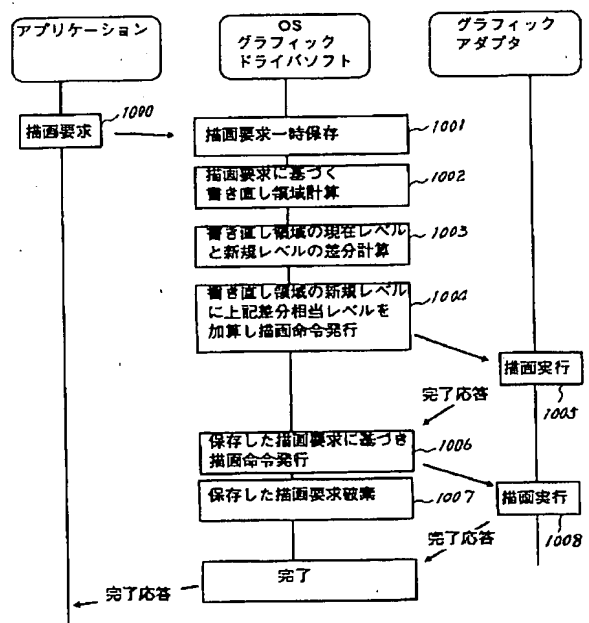 アプリケーション
OS
グラフィック
ドライバソフト
グラフィック
アダプタ
描画要求
1000
描画要求一時保存
1001
描画要求に基づく
書き直し領域計算
1002
書き直し領域の現在レベル
と新規レベルの差分計算
1003
書き直し領域の新規レベル
に上記差分相当レベルを
加算し描画命令発行
1004
描画実行
1005
完了応答
保存した描画要求に基づき
描画命令発行
1006
保存した描画要求破棄
1007
描画実行
1008
完了応答
完了
完了応答